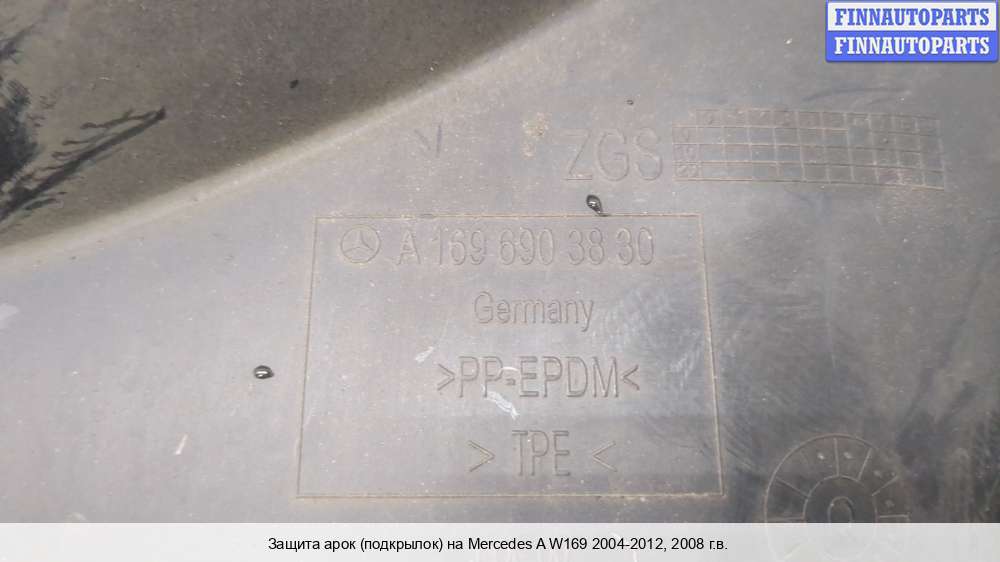 FINNAUTOPARTS
FINNAUTOPARTS
ZGS
A 169 690 38 30
Germany
>PP-EPDM<
> TPE <
Защита арок (подкрылок) на Mercedes A W169 2004-2012, 2008 г.в.